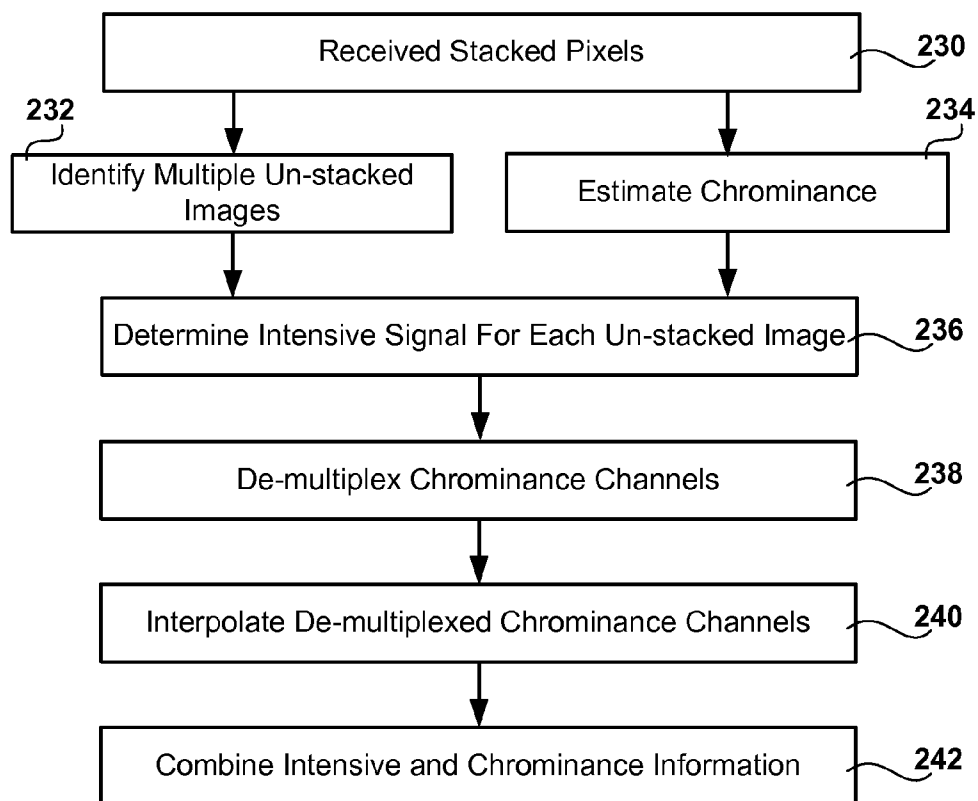 Received Stacked Pixels
230
232
234
Identify Multiple Un-stacked
Images
Estimate Chrominance
Determine Intensive Signal For Each Un-stacked Image
236
De-multiplex Chrominance Channels
238
Interpolate De-multiplexed Chrominance Channels
240
Combine Intensive and Chrominance Information
242